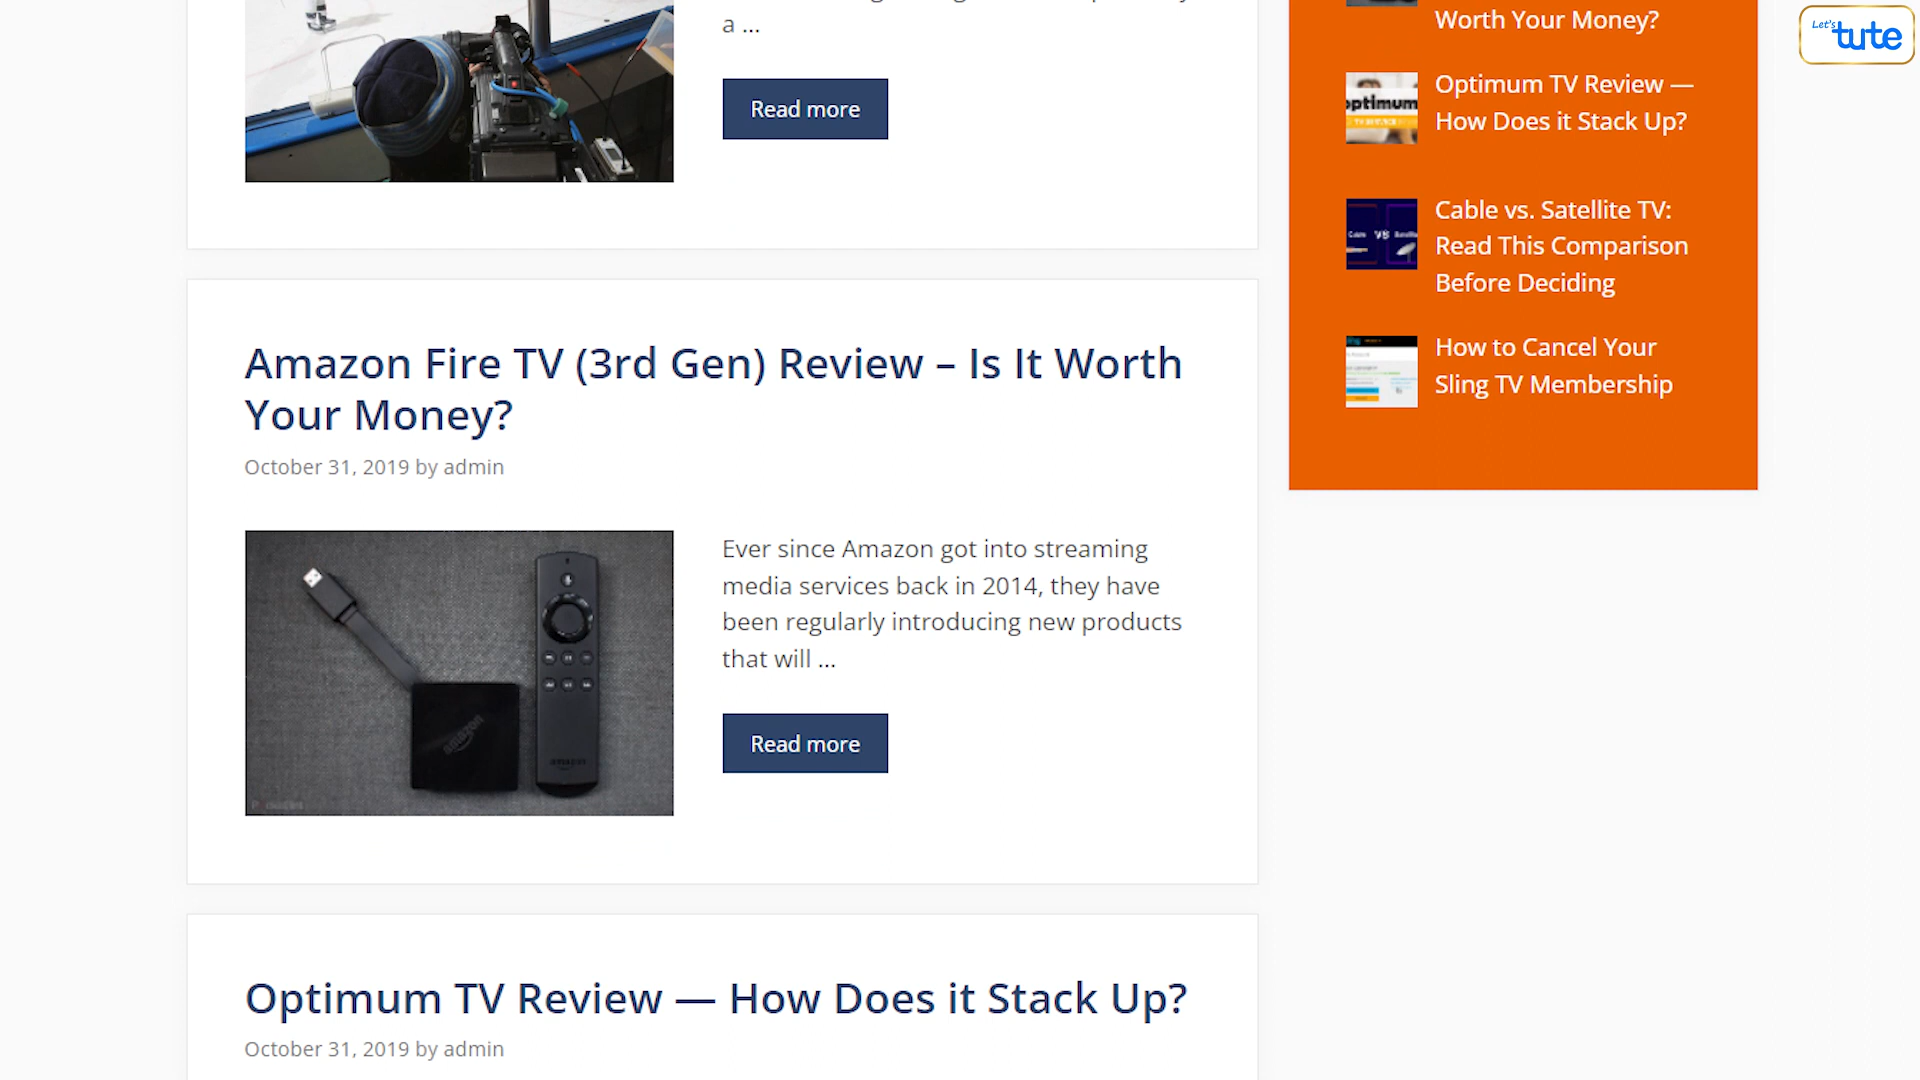 a ...
Read more
Amazon Fire TV (3rd Gen) Review – Is It Worth
Your Money?
October 31, 2019 by admin
Ever since Amazon got into streaming
media services back in 2014, they have
been regularly introducing new products
that will ...
Read more
amazon
amazon
Optimum TV Review — How Does it Stack Up?
October 31, 2019 by admin
Worth Your Money?
optimum
Optimum TV Review —
How Does it Stack Up?
VS
Cable vs. Satellite TV:
Read This Comparison
Before Deciding
How to Cancel Your
Sling TV Membership
Let's
tute